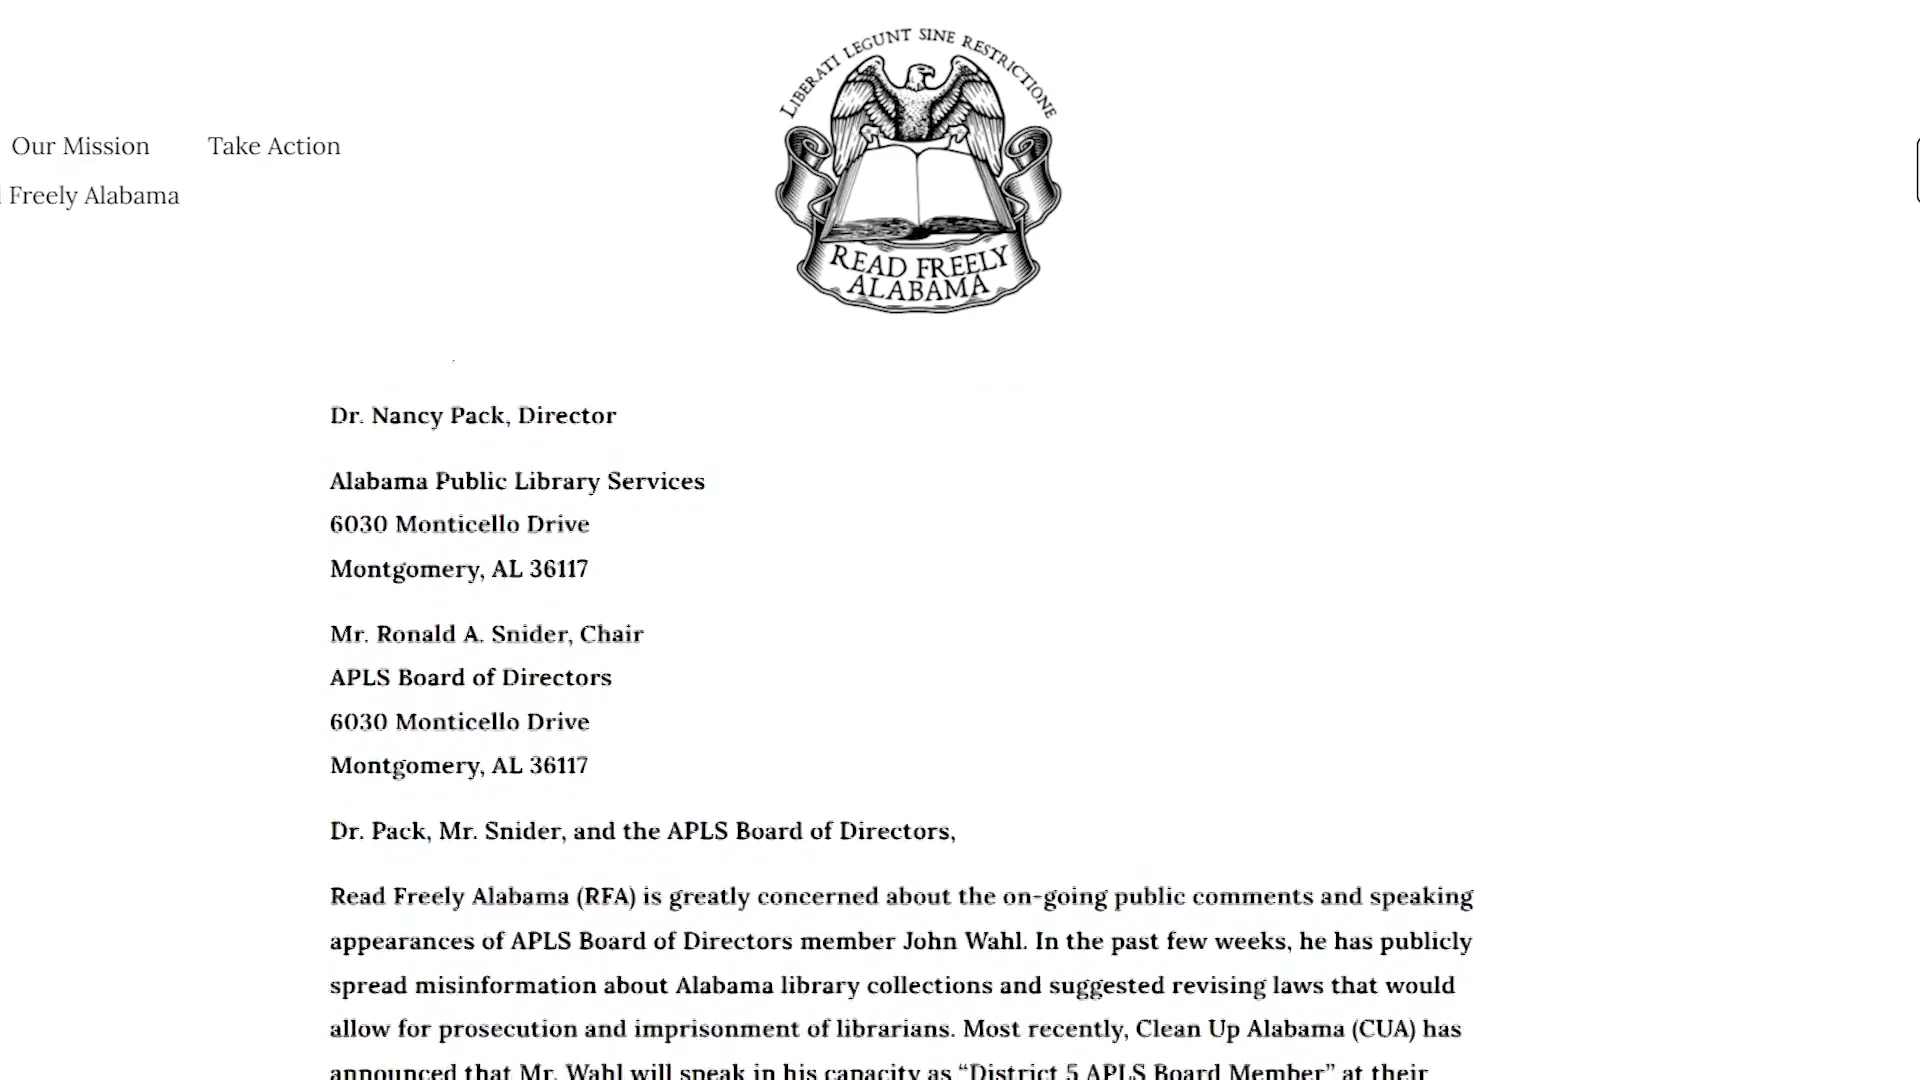 LIBERATI LEGUNT SINE RESTRICTIONE
Our Mission Take Action
Freely Alabama
READ FREELY
ALABAMA
Dr. Nancy Pack, Director
Alabama Public Library Services
6030 Monticello Drive
Montgomery, AL 36117
Mr. Ronald A. Snider, Chair
APLS Board of Directors
6030 Monticello Drive
Montgomery, AL 36117
Dr. Pack, Mr. Snider, and the APLS Board of Directors,
Read Freely Alabama (RFA) is greatly concerned about the on-going public comments and speaking
appearances of APLS Board of Directors member John Wahl. In the past few weeks, he has publicly
spread misinformation about Alabama library collections and suggested revising laws that would
allow for prosecution and imprisonment of librarians. Most recently, Clean Up Alabama (CUA) has
announced that Mr. Wahl will speak in his capacity as “District 5 APLS Board Member” at their